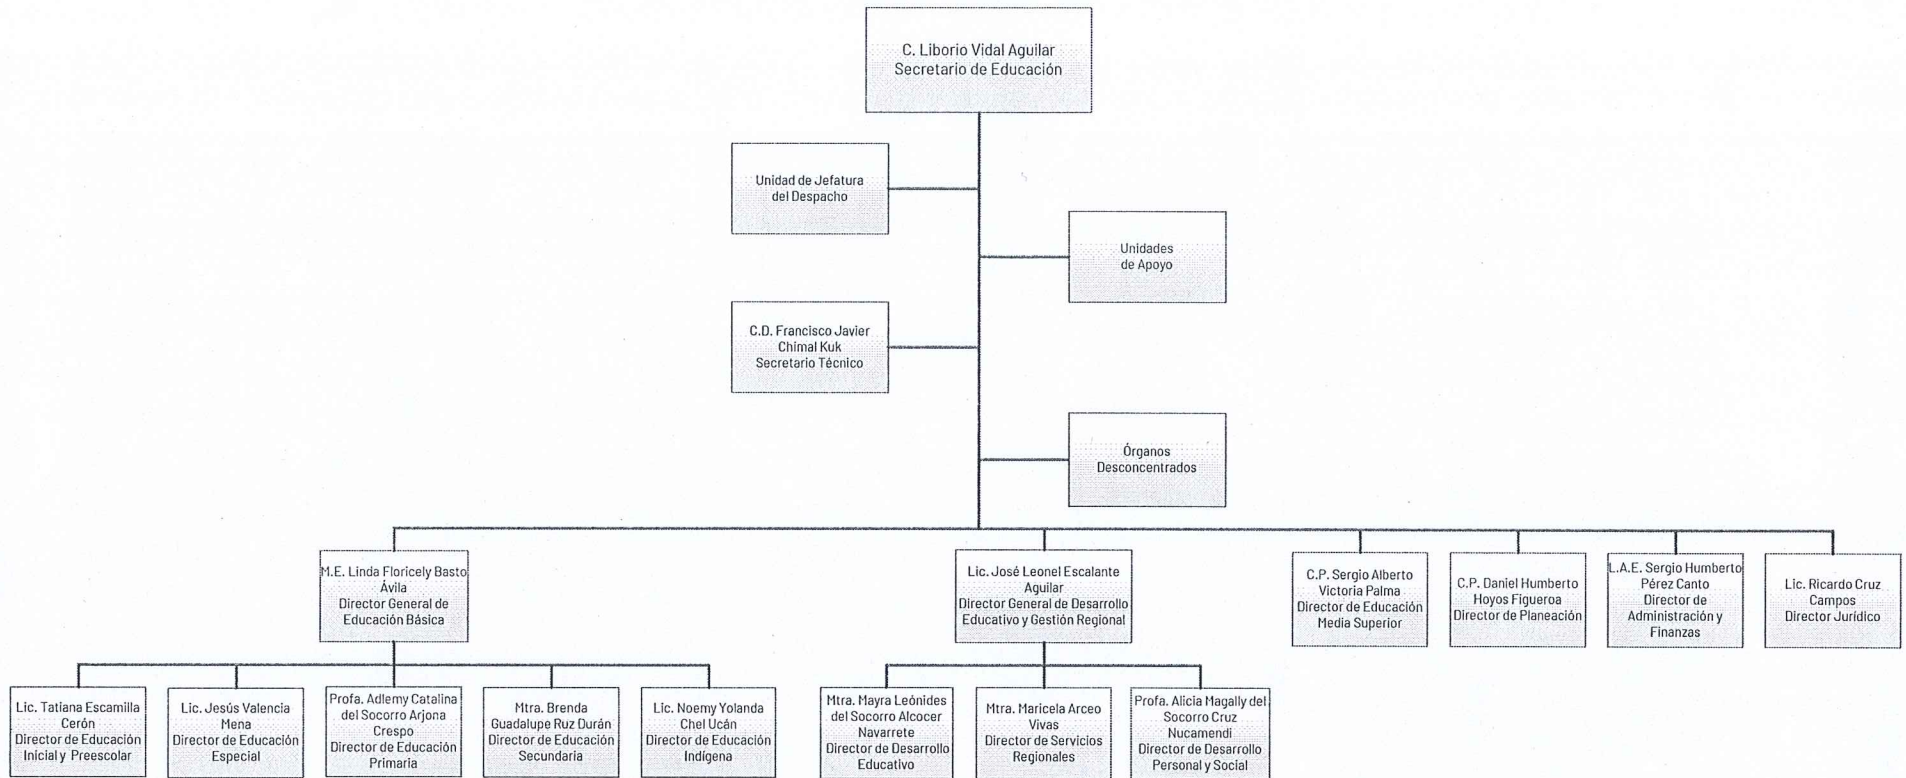 C. Liborio Vidal Aguilar
Secretario de Educación
Unidad de Jefatura
del Despacho
Unidades
de Apoyo
C.D. Francisco Javier
Chimal Kuk
Secretario Técnico
Órganos
Desconcentrados
M.E. Linda Floricely Basto
Ávila
Director General de
Educación Básica
Lic. José Leonel Escalante
Aguilar
Director General de Desarrollo
Educativo y Gestión Regional
C.P. Sergio Alberto
Victoria Palma
Director de Educación
Media Superior
C.P. Daniel Humberto
Hoyos Figueroa
Director de Planeación
L.A.E. Sergio Humberto
Pérez Canto
Director de
Administración y
Finanzas
Lic. Ricardo Cruz
Campos
Director Jurídico
Lic. Tatiana Escamilla
Cerón
Director de Educación
Inicial y Preescolar
Lic. Jesús Valencia
Mena
Director de Educación
Especial
Profa. Adlemy Catalina
del Socorro Arjona
Crespo
Director de Educación
Primaria
Mtra. Brenda
Guadalupe Ruz Durán
Director de Educación
Secundaria
Lic. Noemy Yolanda
Chel Ucán
Director de Educación
Indígena
Mtra. Mayra Leónides
del Socorro Alcocer
Navarrete
Director de Desarrollo
Educativo
Mtra. Maricela Arceo
Vivas
Director de Servicios
Regionales
Profa. Alicia Magally del
Socorro Cruz
Nucamendi
Director de Desarrollo
Personal y Social